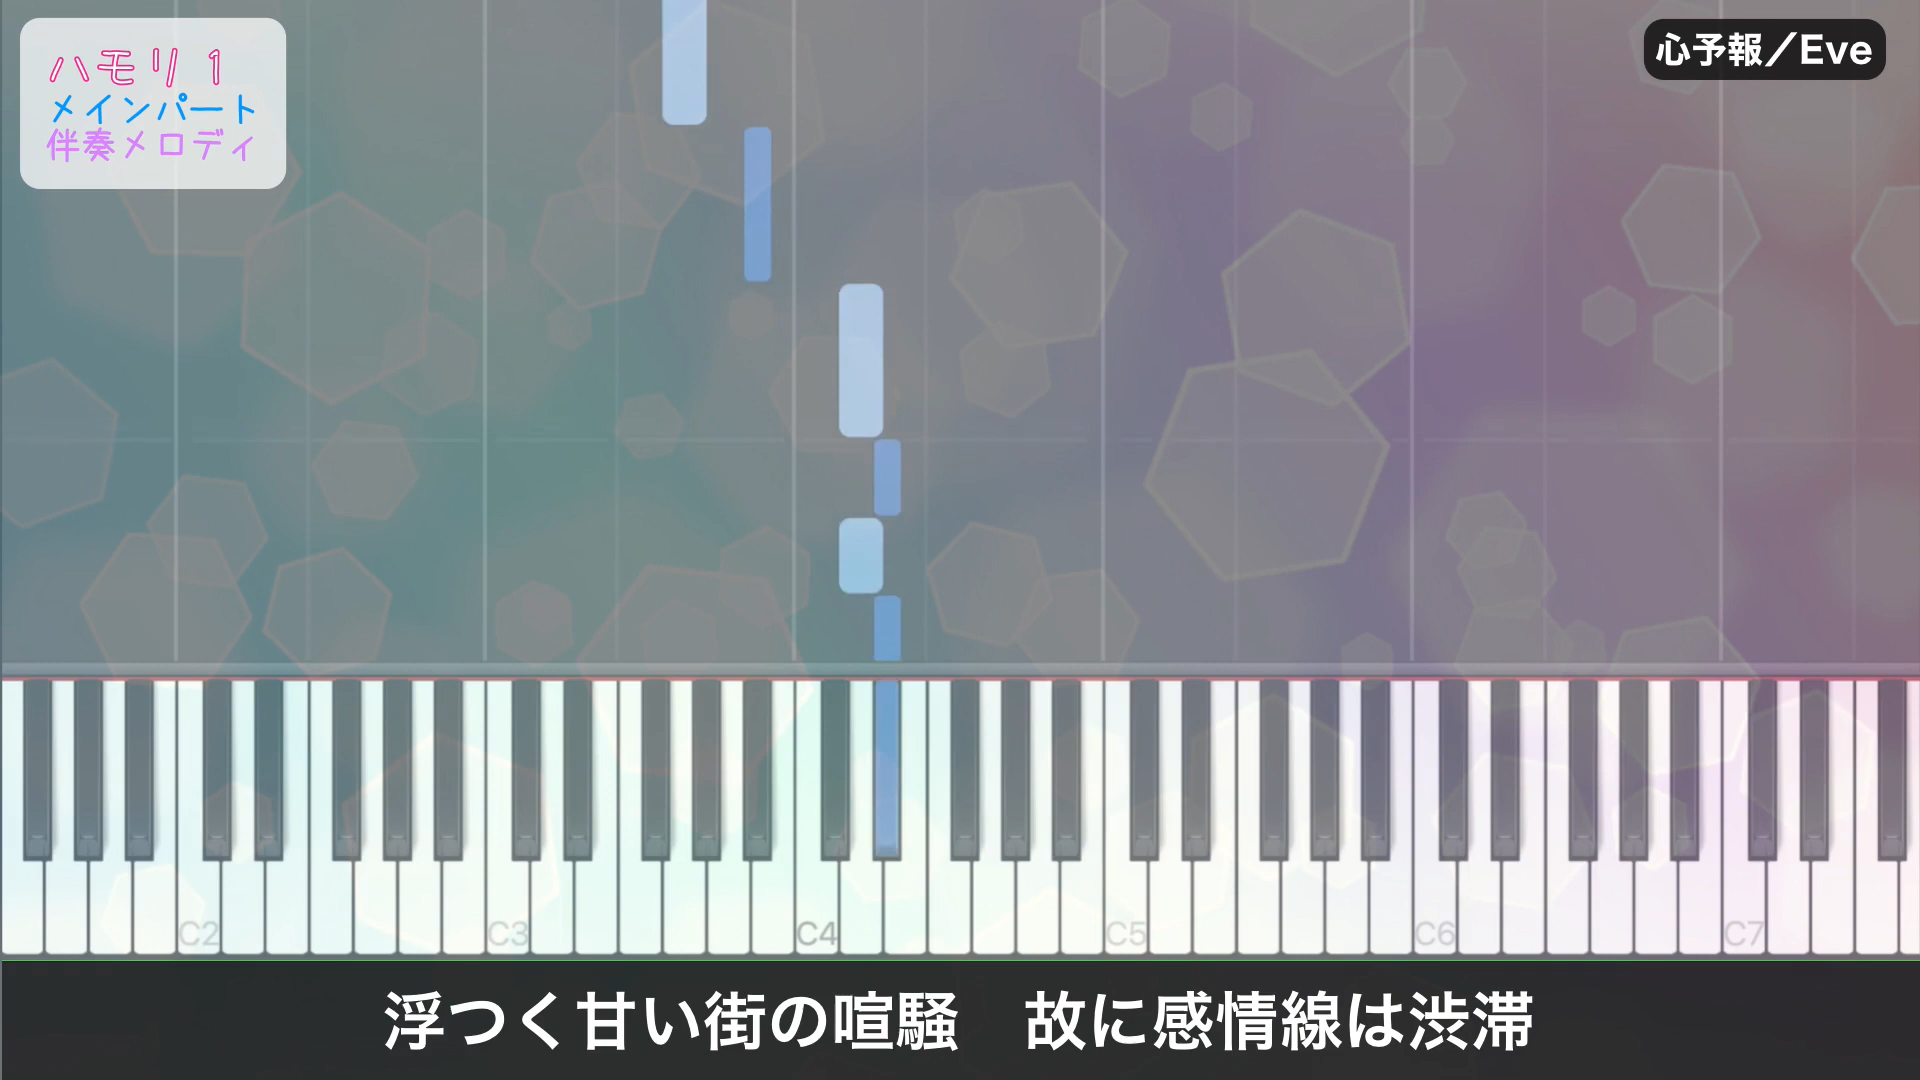 ハモリ 1
メインパート
伴奏メロディ
心予報／Eve
C2 C3 C4 C5 C6 C7
浮つく甘い街の喧騒　故に感情線は渋滞